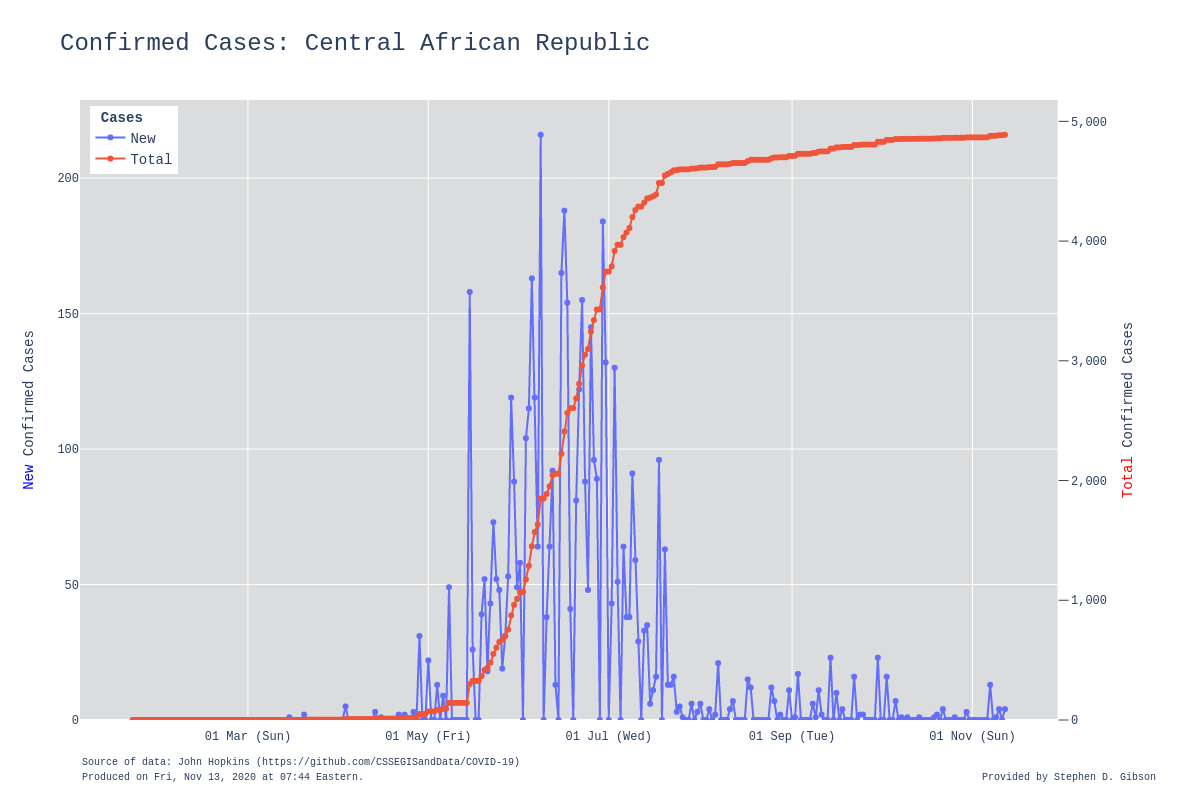 Confirmed Cases: Central African Republic
Cases
New
Total
200
150
100
50
0
5,000
4,000
3,000
2,000
1,000
0
New Confirmed Cases
Total Confirmed Cases
01 Mar (Sun)
01 May (Fri)
01 Jul (Wed)
01 Sep (Tue)
01 Nov (Sun)
Source of data: John Hopkins (https://github.com/CSSEGISandData/COVID-19)
Produced on Fri, Nov 13, 2020 at 07:44 Eastern.
Provided by Stephen D. Gibson